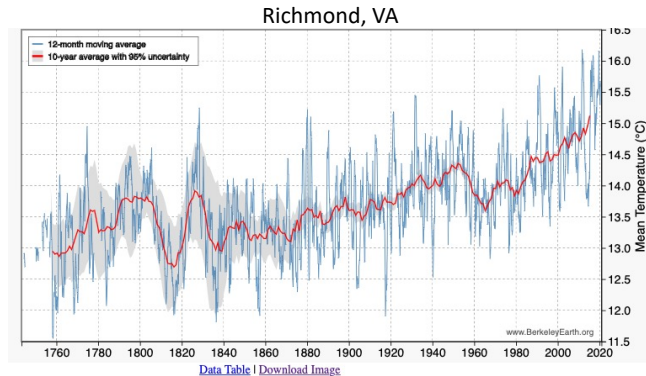 Richmond, VA
12-month moving average
10-year average with 95% uncertainty
16.5
16.0
15.5
15.0
14.5
14.0
13.5
13.0
12.5
12.0
11.5
Mean Temperature (°C)
www.BerkeleyEarth.org
1760 1780 1800 1820 1840 1860 1880 1900 1920 1940 1960 1980 2000 2020
Data Table | Download Image